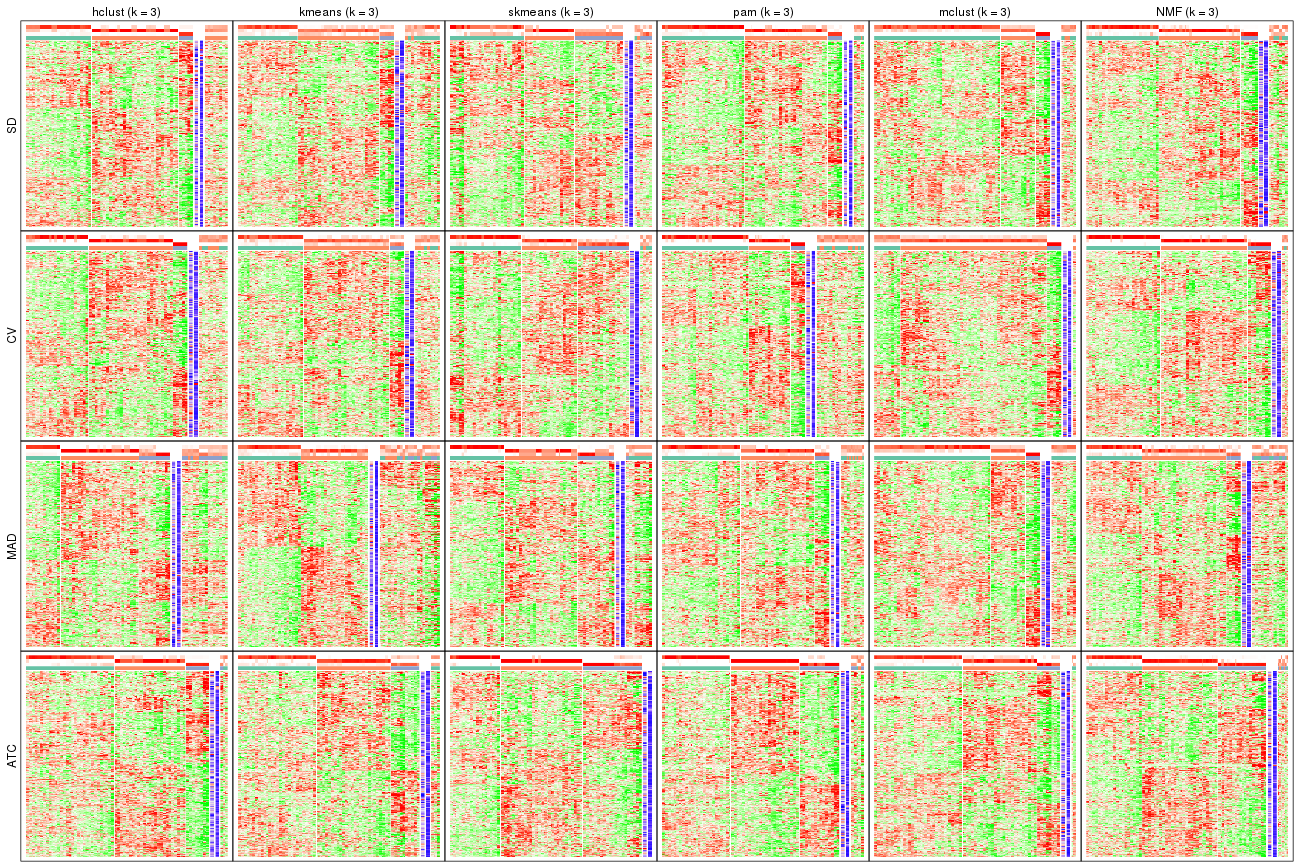 hclust (k = 3) kmeans (k = 3) skmeans (k = 3) pam (k = 3) mclust (k = 3) NMF (k = 3)
SD
CV
MAD
ATC